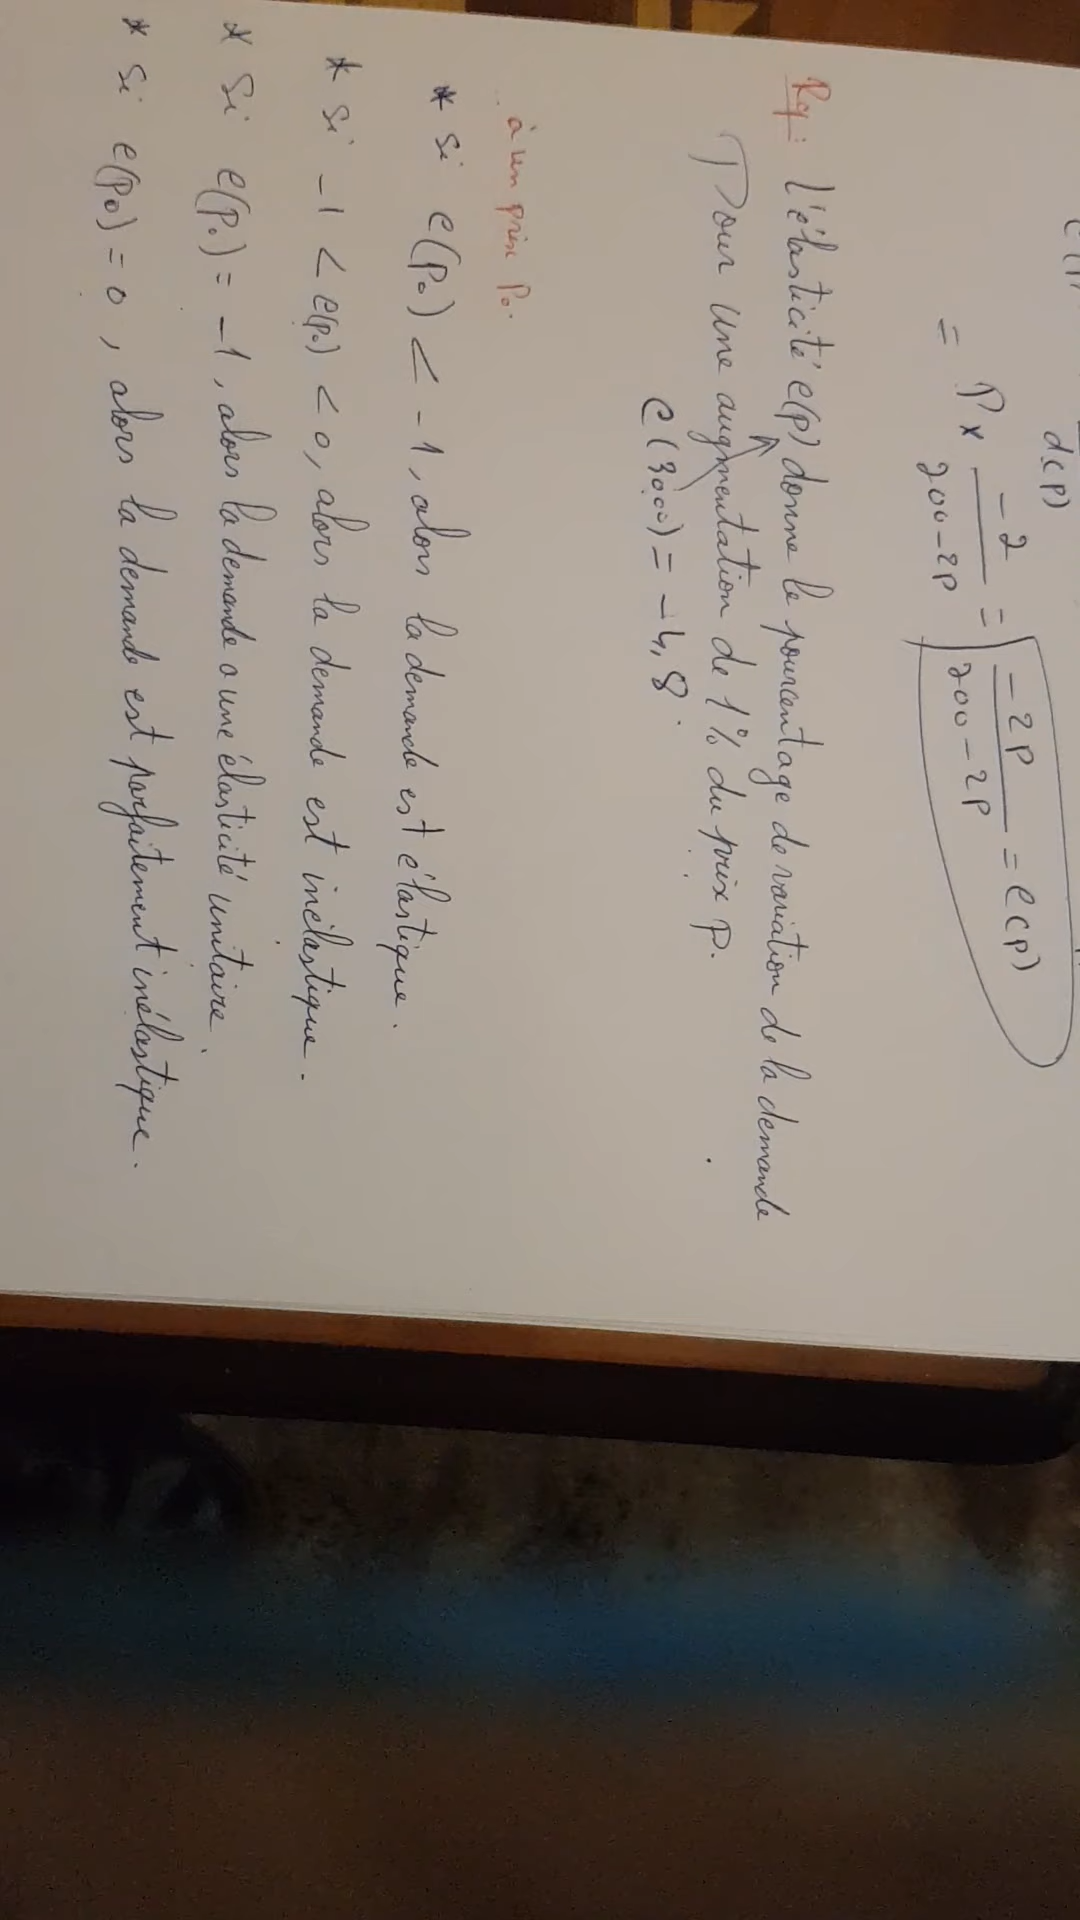 d(p)
= P × -2 / 200-2P = -2P / 200-2P = e(p)
Rq: l'élasticité e(p) donne le pourcentage de variation de la demande
Pour une augmentation de 1% du prix P.
e(3000) = -4,8.
à un prix P₀.
* Si e(P₀) < -1, alors la demande est élastique.
* Si -1 < e(P₀) < 0, alors la demande est inélastique.
* Si e(P₀) = -1, alors la demande a une élasticité unitaire.
* Si e(P₀) = 0, alors la demande est parfaitement inélastique.